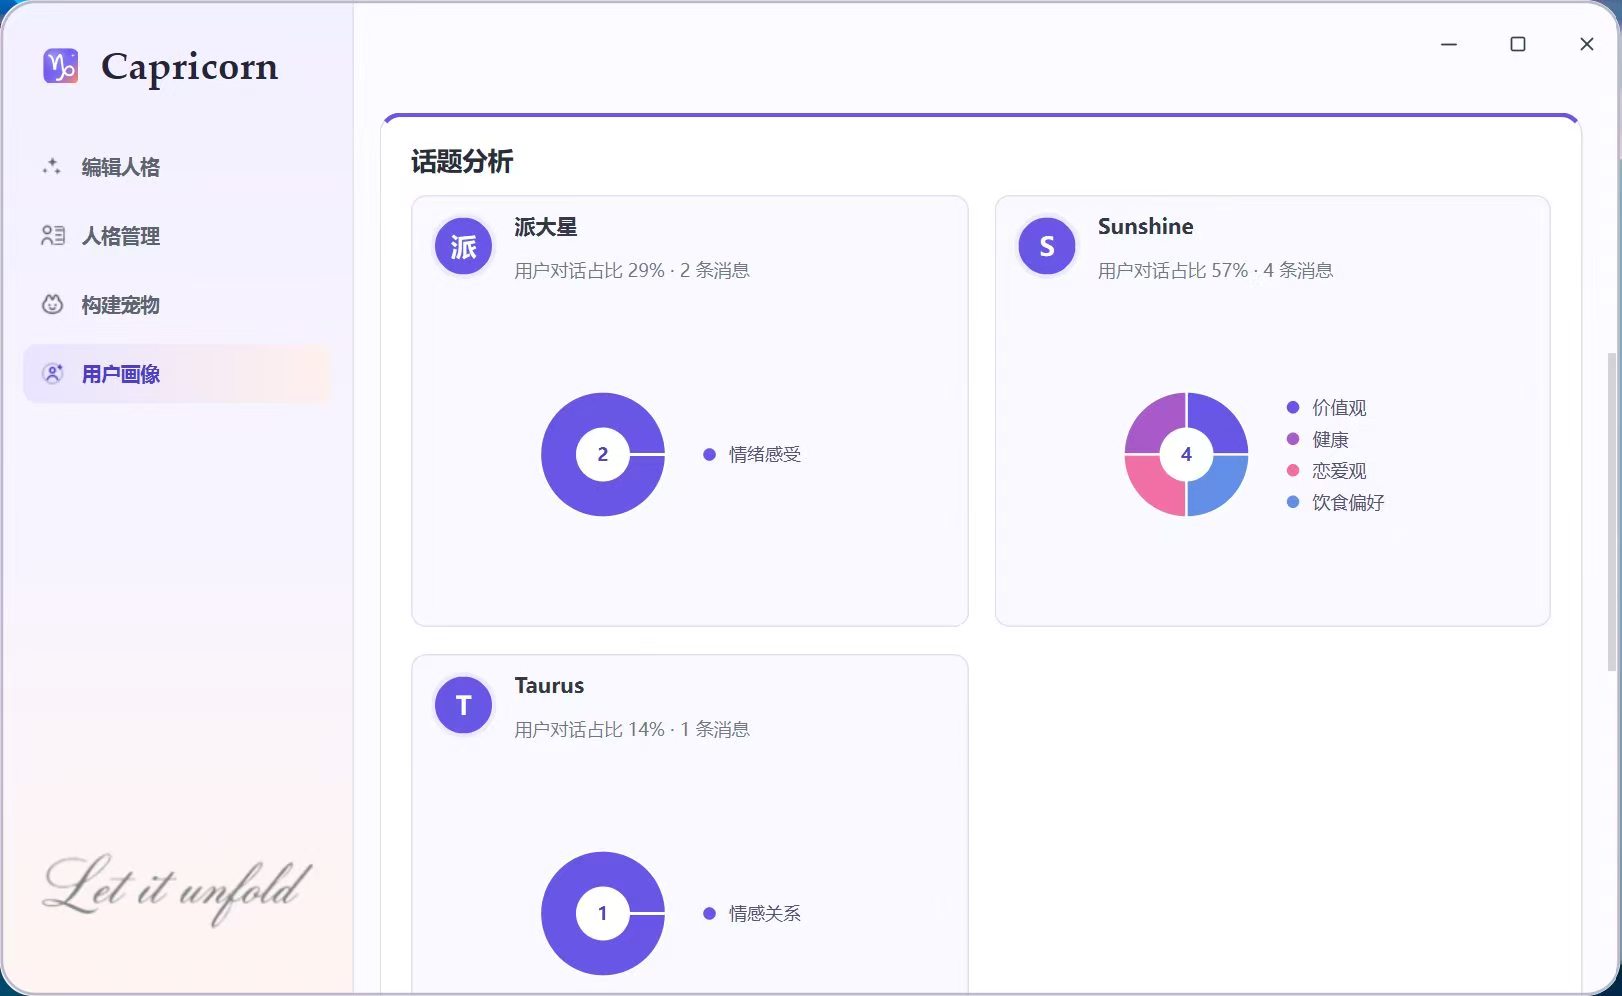 Capricorn
编辑人格
人格管理
构建宠物
用户画像
Let it unfold
话题分析
派
派大星
用户对话占比 29% · 2 条消息
2
情绪感受
S
Sunshine
用户对话占比 57% · 4 条消息
4
价值观
健康
恋爱观
饮食偏好
T
Taurus
用户对话占比 14% · 1 条消息
1
情感关系